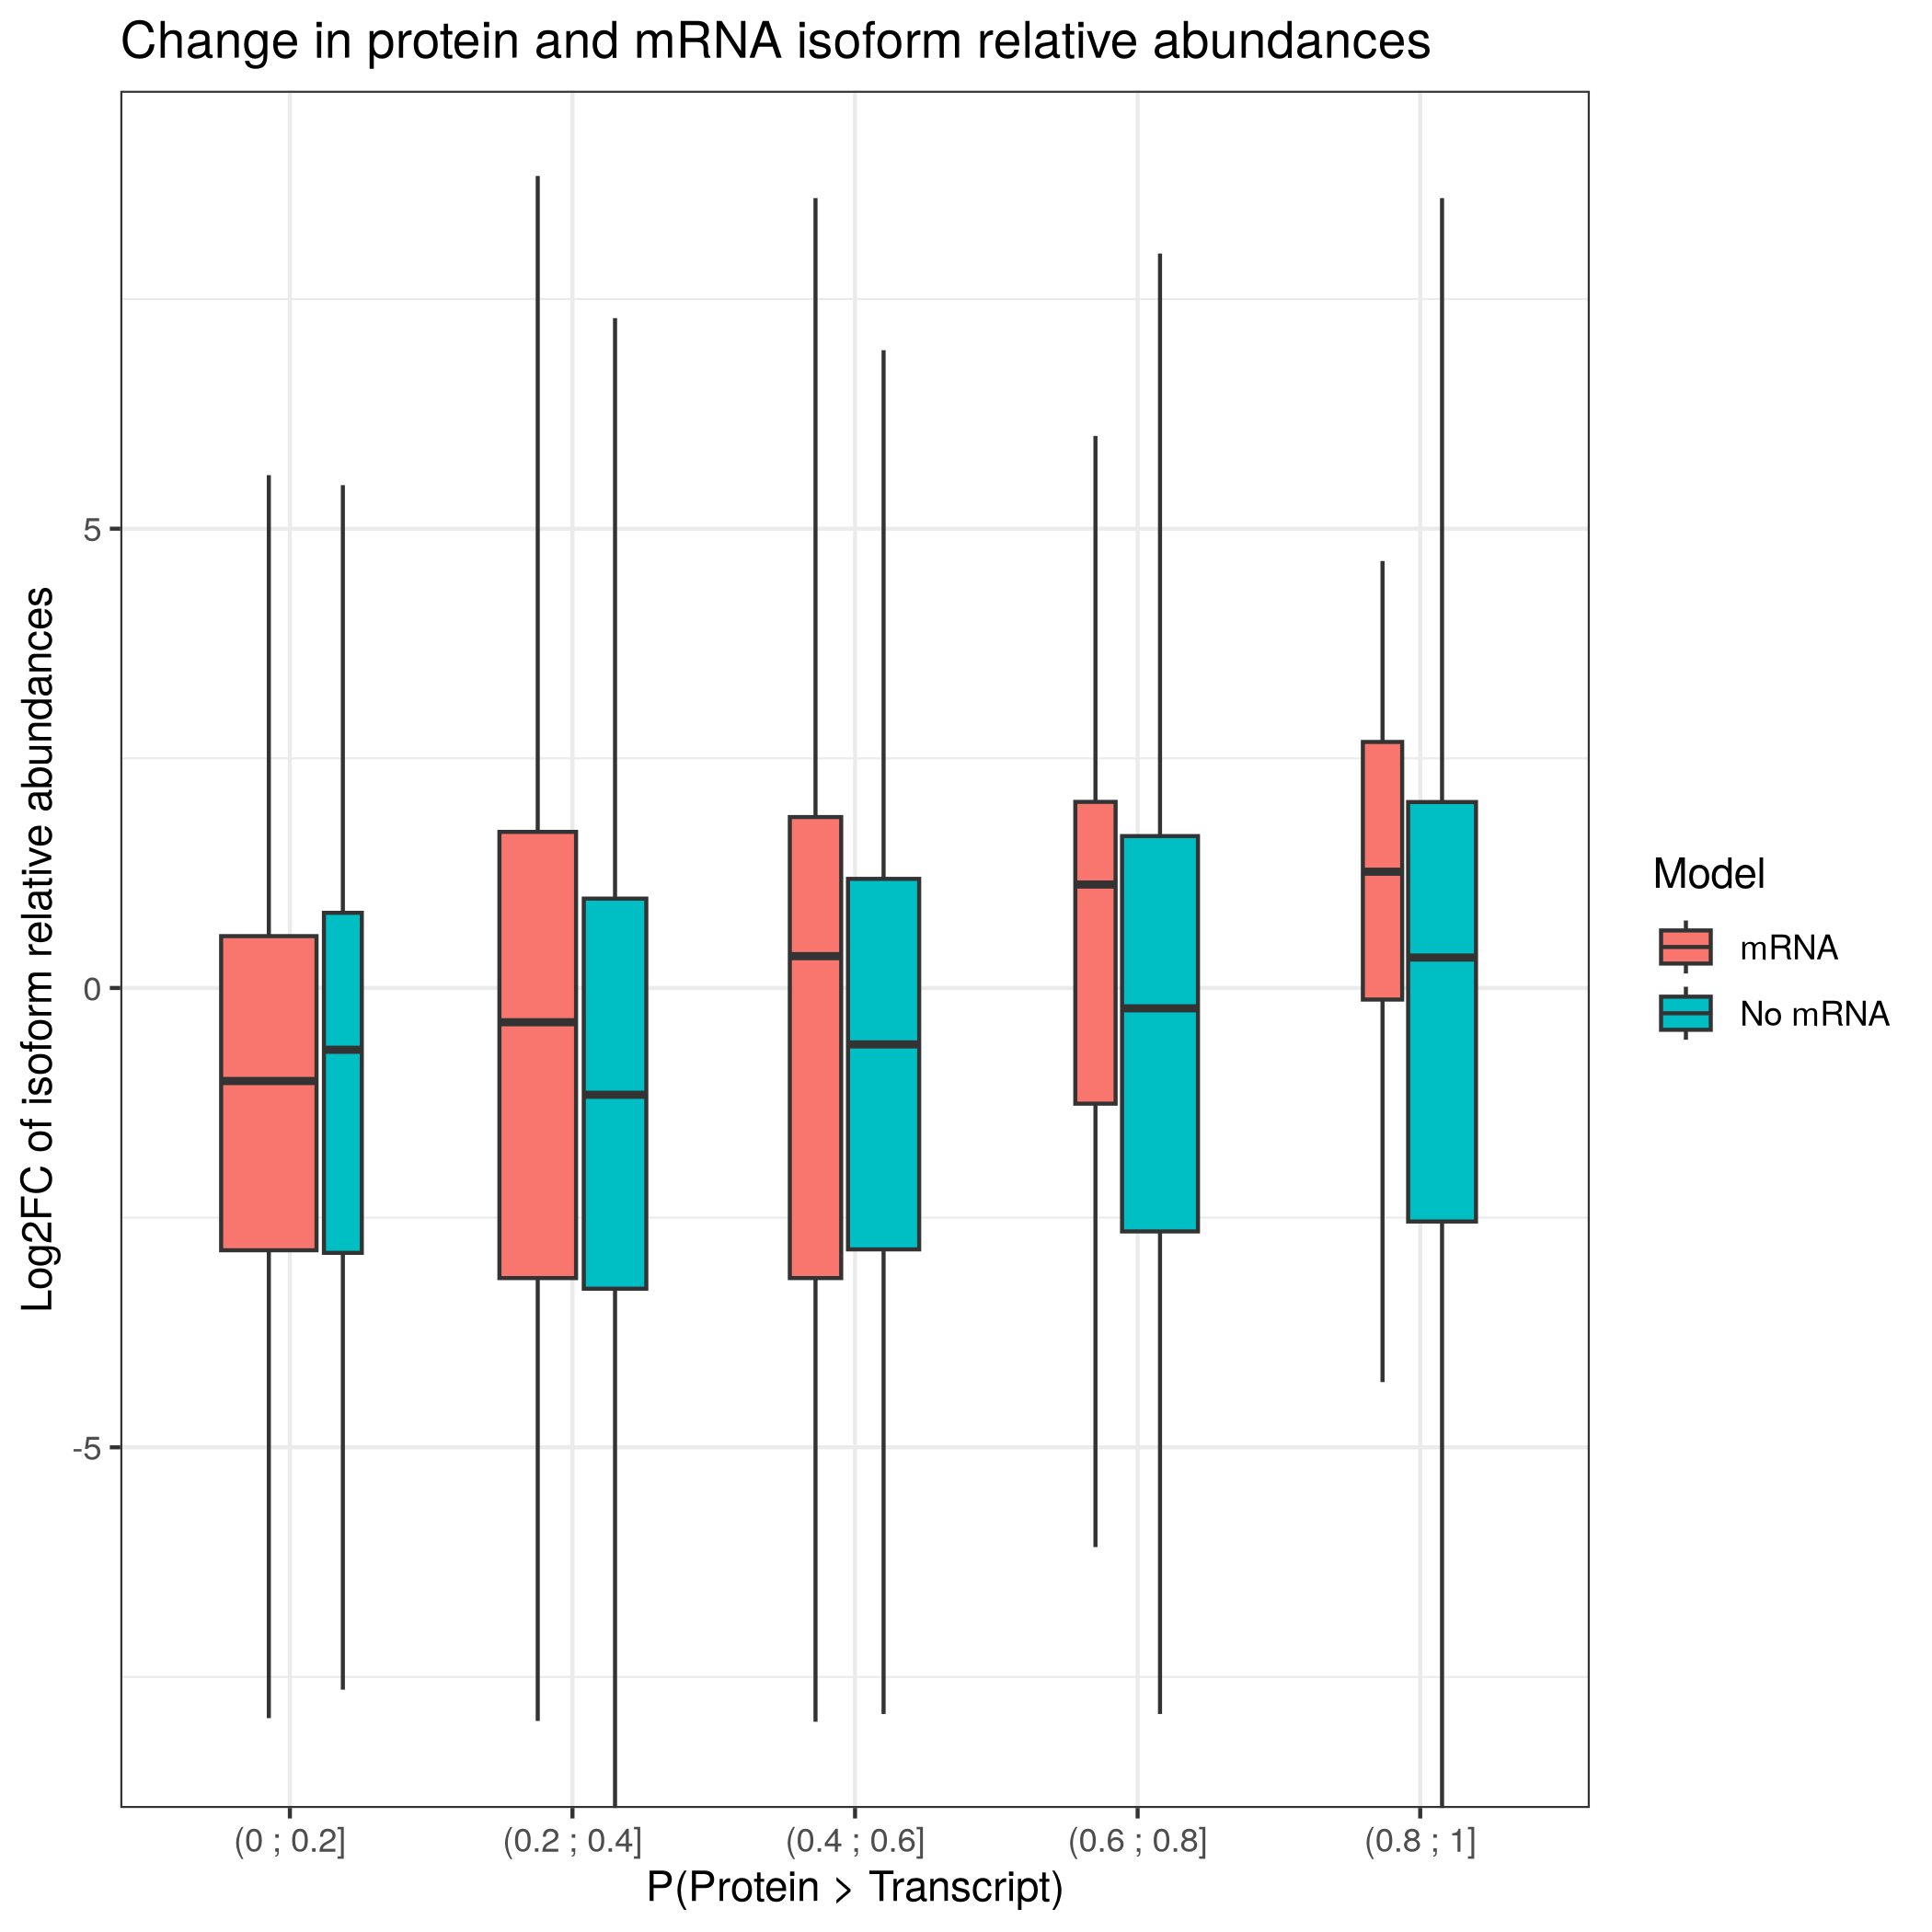 Change in protein and mRNA isoform relative abundances
Log2FC of isoform relative abundances
5
0
-5
(0 ; 0.2]
(0.2 ; 0.4]
(0.4 ; 0.6]
(0.6 ; 0.8]
(0.8 ; 1]
P(Protein > Transcript)
Model
mRNA
No mRNA